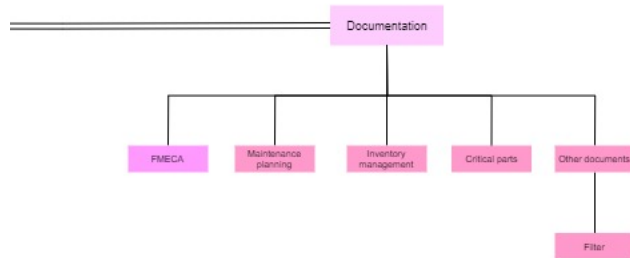 Documentation
FMECA
Maintenance
planning
Inventory
management
Critical parts
Other documents
Filter